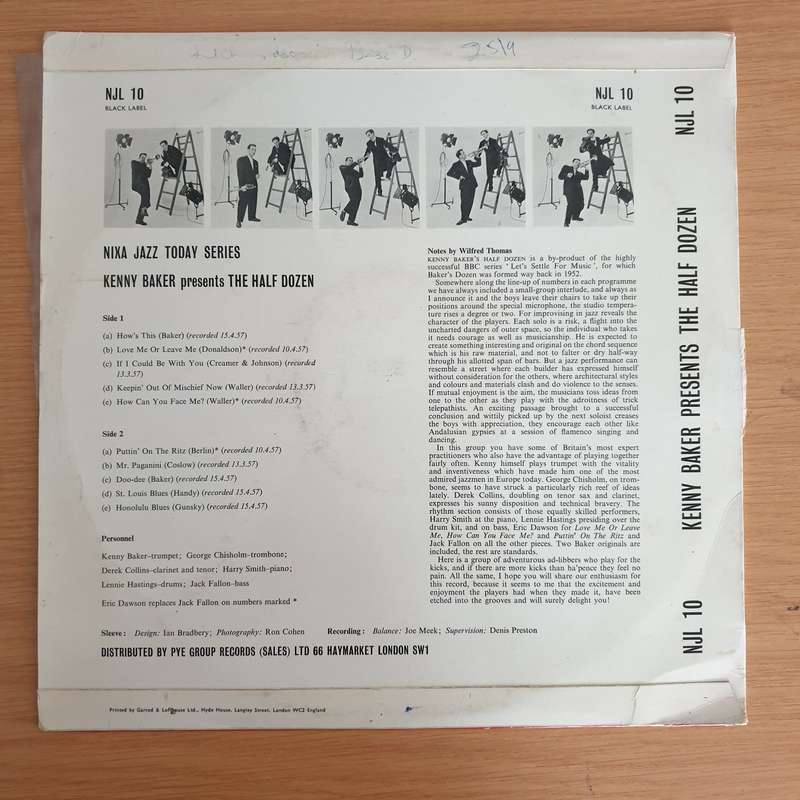 25/9
NJL 10
BLACK LABEL
NJL 10
BLACK LABEL
NIXA JAZZ TODAY SERIES
KENNY BAKER presents THE HALF DOZEN
Side 1
(a) How's This (Baker) (recorded 15.4.57)
(b) Love Me Or Leave Me (Donaldson)* (recorded 10.4.57)
(c) If I Could Be With You (Creamer & Johnson) (recorded
13.3.57)
(d) Keepin' Out Of Mischief Now (Waller) (recorded 13.3.57)
(e) How Can You Face Me? (Waller)* (recorded 10.4.57)
Side 2
(a) Puttin' On The Ritz (Berlin)* (recorded 10.4.57)
(b) Mr. Paganini (Coslow) (recorded 13.3.57)
(c) Doo-dee (Baker) (recorded 15.4.57)
(d) St. Louis Blues (Handy) (recorded 15.4.57)
(e) Honolulu Blues (Gunsky) (recorded 15.4.57)
Personnel
Kenny Baker–trumpet; George Chisholm–trombone;
Derek Collins–clarinet and tenor; Harry Smith–piano;
Lennie Hastings–drums; Jack Fallon–bass
Eric Dawson replaces Jack Fallon on numbers marked *
Notes by Wilfred Thomas
KENNY BAKER'S HALF DOZEN is a by-product of the highly
successful BBC series 'Let's Settle For Music', for which
Baker's Dozen was formed way back in 1952.
Somewhere along the line-up of numbers in each programme
we have always included a small-group interlude, and always as
I announce it and the boys leave their chairs to take up their
positions around the special microphone, the studio tempera-
ture rises a degree or two. For improvising in jazz reveals the
character of the players. Each solo is a risk, a flight into the
uncharted dangers of outer space, so the individual who takes
it needs courage as well as musicianship. He is expected to
create something interesting and original on the chord sequence
which is his raw material, and not to falter or dry half-way
through his allotted span of bars. But a jazz performance can
resemble a street where each builder has expressed himself
without consideration for the others, where architectural styles
and colours and materials clash and do violence to the senses.
If mutual enjoyment is the aim, the musicians toss ideas from
one to the other as they play with the adroitness of trick
telepathists. An exciting passage brought to a successful
conclusion and wittily picked up by the next soloist creases
the boys with appreciation, they encourage each other like
Andalusian gypsies at a session of flamenco singing and
dancing.
In this group you have some of Britain's most expert
practitioners who also have the advantage of playing together
fairly often. Kenny himself plays trumpet with the vitality
and inventiveness which have made him one of the most
admired jazzmen in Europe today. George Chisholm, on trom-
bone, seems to have struck a particularly rich reef of ideas
lately. Derek Collins, doubling on tenor sax and clarinet,
expresses his sunny disposition and technical bravery. The
rhythm section consists of those equally skilled performers,
Harry Smith at the piano, Lennie Hastings presiding over the
drum kit, and on bass, Eric Dawson for Love Me Or Leave
Me, How Can You Face Me? and Puttin' On The Ritz and
Jack Fallon on all the other pieces. Two Baker originals are
included, the rest are standards.
Here is a group of adventurous ad-libbers who play for the
kicks, and if there are more kicks than ha'pence they feel no
pain. All the same, I hope you will share our enthusiasm for
this record, because it seems to me that the excitement and
enjoyment the players had when they made it, have been
etched into the grooves and will surely delight you!
Sleeve: Design: Ian Bradbery; Photography: Ron Cohen Recording: Balance: Joe Meek; Supervision: Denis Preston
DISTRIBUTED BY PYE GROUP RECORDS (SALES) LTD 66 HAYMARKET LONDON SW1
Printed by Garrod & Lofthouse Ltd., Hyde House, Langley Street, London WC2 England
NJL 10
KENNY BAKER PRESENTS THE HALF DOZEN
NJL 10